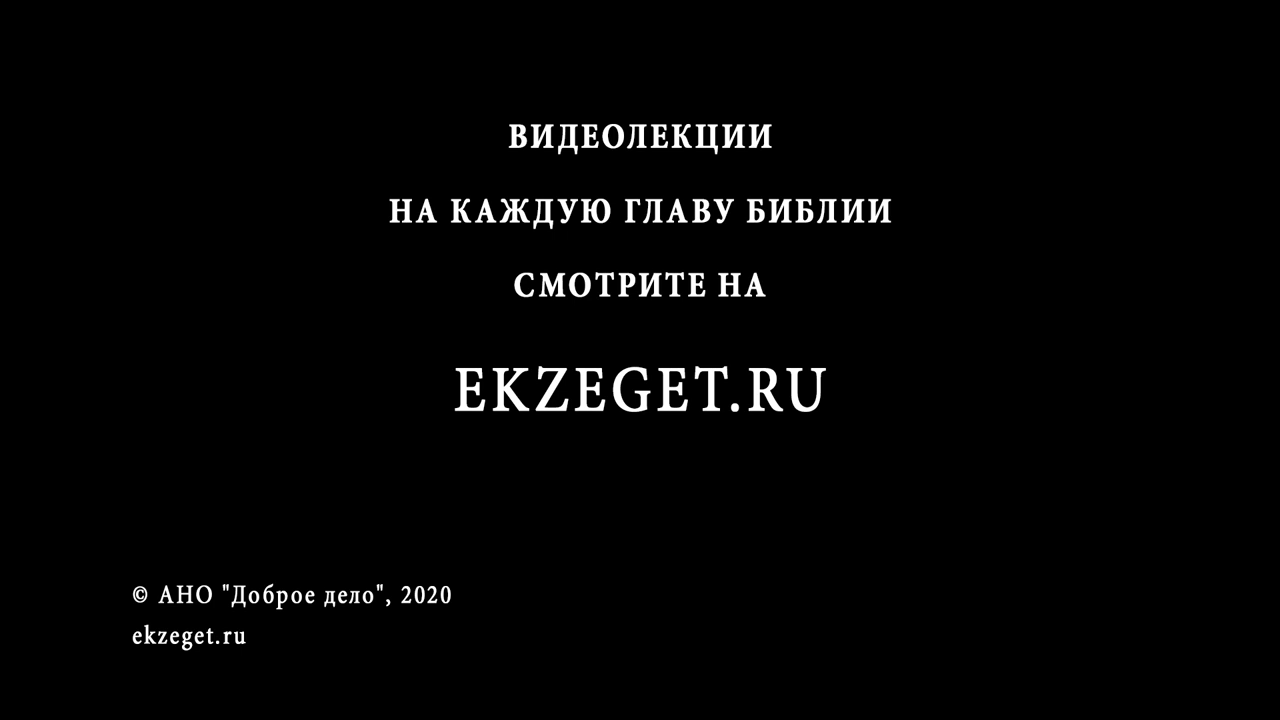 ВИДЕОЛЕКЦИИ
НА КАЖДУЮ ГЛАВУ БИБЛИИ
СМОТРИТЕ НА
EKZEGET.RU
© АНО "Доброе дело", 2020
ekzeget.ru